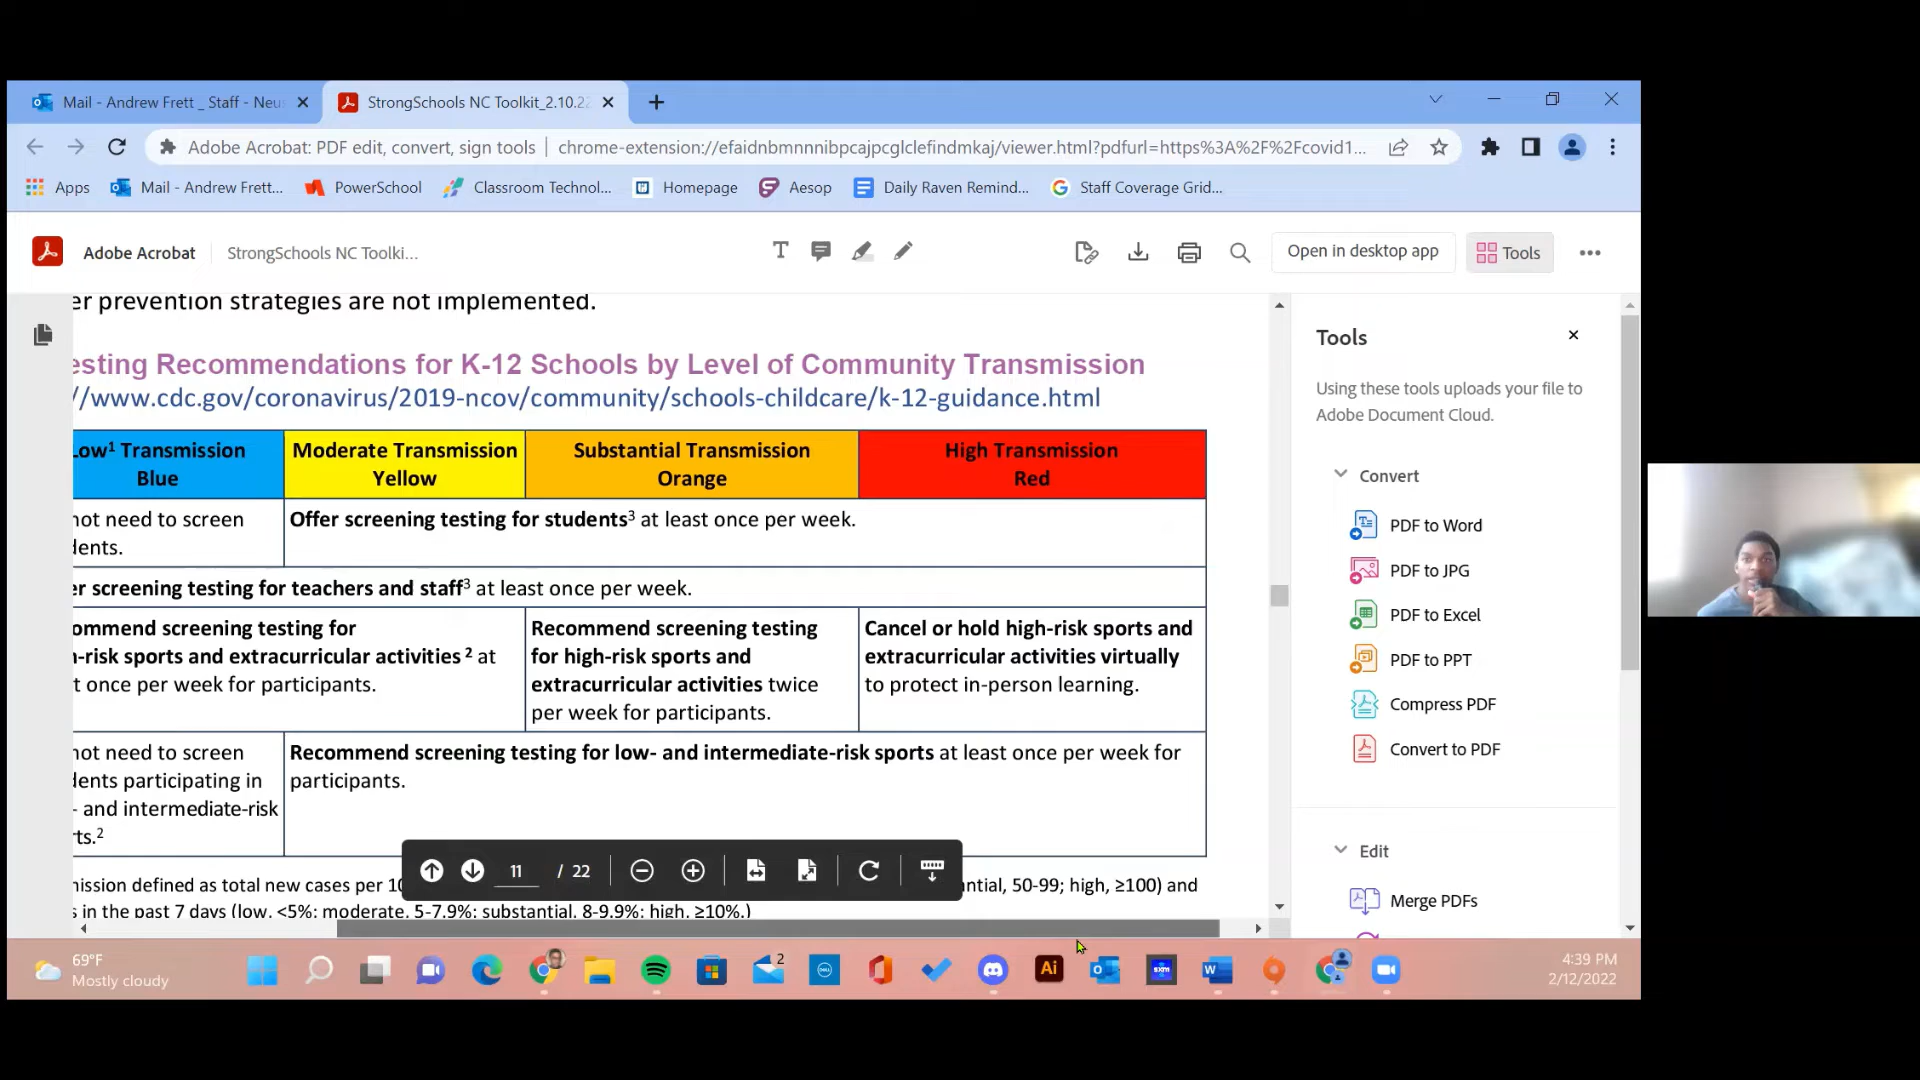 Mail - Andrew Frett _ Staff - Neu
StrongSchools NC Toolkit_2.10.22
Adobe Acrobat: PDF edit, convert, sign tools | chrome-extension://efaidnbmnnnibpcajpcglclefindmkaj/viewer.html?pdfurl=https%3A%2F%2Fcovid1...
Apps
Mail - Andrew Frett...
PowerSchool
Classroom Technol...
Homepage
Aesop
Daily Raven Remind...
Staff Coverage Grid...
Adobe Acrobat
StrongSchools NC Toolki...
Open in desktop app
Tools
er prevention strategies are not implemented.
esting Recommendations for K-12 Schools by Level of Community Transmission
//www.cdc.gov/coronavirus/2019-ncov/community/schools-childcare/k-12-guidance.html
Low¹ Transmission
Blue
Moderate Transmission
Yellow
Substantial Transmission
Orange
High Transmission
Red
not need to screen
dents.
Offer screening testing for students³ at least once per week.
er screening testing for teachers and staff³ at least once per week.
ommend screening testing for
-risk sports and extracurricular activities ² at
t once per week for participants.
Recommend screening testing
for high-risk sports and
extracurricular activities twice
per week for participants.
Cancel or hold high-risk sports and
extracurricular activities virtually
to protect in-person learning.
not need to screen
dents participating in
- and intermediate-risk
rts.²
Recommend screening testing for low- and intermediate-risk sports at least once per week for
participants.
mission defined as total new cases per 10
ntial, 50-99; high, ≥100) and
s in the past 7 days (low, <5%; moderate, 5-7.9%; substantial, 8-9.9%; high, ≥10%.)
11 / 22
Tools
Using these tools uploads your file to
Adobe Document Cloud.
Convert
PDF to Word
PDF to JPG
PDF to Excel
PDF to PPT
Compress PDF
Convert to PDF
Edit
Merge PDFs
69°F
Mostly cloudy
2
Ai
4:39 PM
2/12/2022